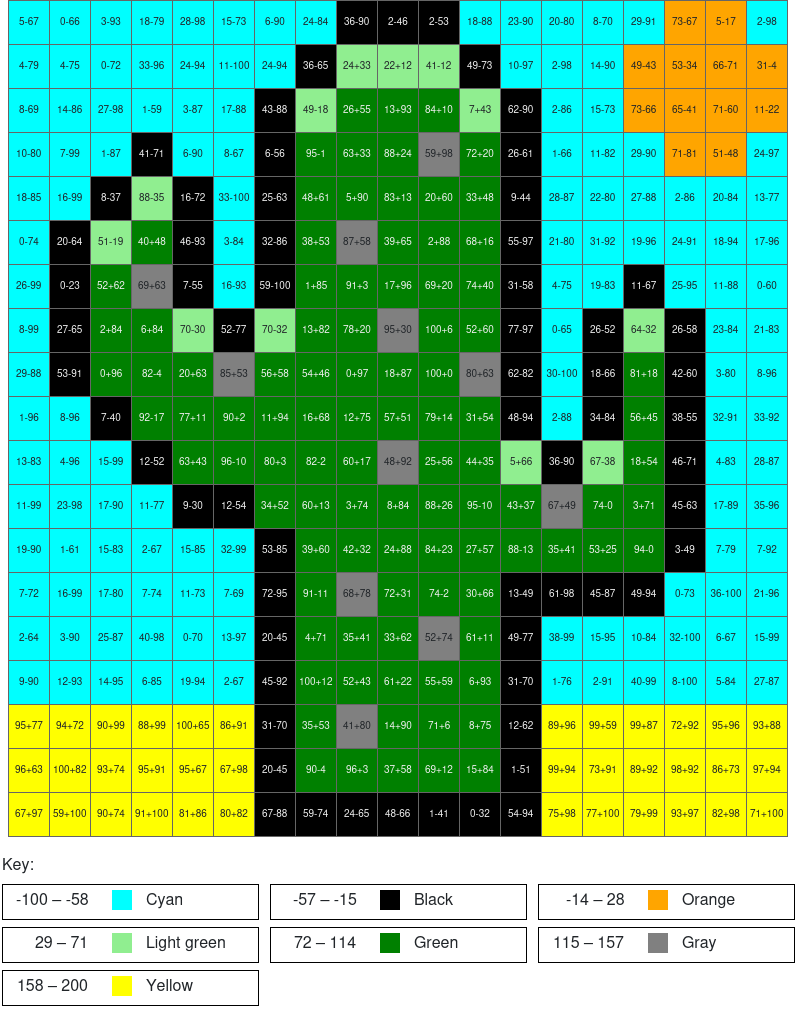 5-67 0-66 3-93 18-79 28-98 15-73 6-90 24-84 36-90 2-46 2-53 18-88 23-90 20-80 8-70 29-91 73-67 5-17 2-98
4-79 4-75 0-72 33-96 24-94 11-100 24-94 36-65 24+33 22+12 41-12 49-73 10-97 2-98 14-90 49-43 53-34 66-71 31-4
8-69 14-86 27-98 1-59 3-87 17-88 43-88 49-18 26+55 13+93 84+10 7+43 62-90 2-86 15-73 73-66 65-41 71-60 11-22
10-80 7-99 1-87 41-71 6-90 8-67 6-56 95-1 63+33 88+24 59+98 72+20 26-61 1-66 11-82 29-90 71-81 51-48 24-97
18-85 16-99 8-37 88-35 16-72 33-100 25-63 48+61 5+90 83+13 20+60 33+48 9-44 28-87 22-80 27-88 2-86 20-84 13-77
0-74 20-64 51-19 40+48 46-93 3-84 32-86 38+53 87+58 39+65 2+88 68+16 55-97 21-80 31-92 19-96 24-91 18-94 17-96
26-99 0-23 52+62 69+63 7-55 16-93 59-100 1+85 91+3 17+96 69+20 74+40 31-58 4-75 19-83 11-67 25-95 11-88 0-60
8-99 27-65 2+84 6+84 70-30 52-77 70-32 13+82 78+20 95+30 100+6 52+60 77-97 0-65 26-52 64-32 26-58 23-84 21-83
29-88 53-91 0+96 82-4 20+63 85+53 56+58 54+46 0+97 18+87 100+0 80+63 62-82 30-100 18-66 81+18 42-60 3-80 8-96
1-96 8-96 7-40 92-17 77+11 90+2 11+94 16+68 12+75 57+51 79+14 31+54 48-94 2-88 34-84 56+45 38-55 32-91 33-92
13-83 4-96 15-99 12-52 63+43 96-10 80+3 82-2 60+17 48+92 25+56 44+35 5+66 36-90 67-38 18+54 46-71 4-83 28-87
11-99 23-98 17-90 11-77 9-30 12-54 34+52 60+13 3+74 8+84 88+26 95-10 43+37 67+49 74-0 3+71 45-63 17-89 35-96
19-90 1-61 15-83 2-67 15-85 32-99 53-85 39+60 42+32 24+88 84+23 27+57 88-13 35+41 53+25 94-0 3-49 7-79 7-92
7-72 16-99 17-80 7-74 11-73 7-69 72-95 91-11 68+78 72+31 74-2 30+66 13-49 61-98 45-87 49-94 0-73 36-100 21-96
2-64 3-90 25-87 40-98 0-70 13-97 20-45 4+71 35+41 33+62 52+74 61+11 49-77 38-99 15-95 10-84 32-100 6-67 15-99
9-90 12-93 14-95 6-85 19-94 2-67 45-92 100+12 52+43 61+22 55+59 6+93 31-70 1-76 2-91 40-99 8-100 5-84 27-87
95+77 94+72 90+99 88+99 100+65 86+91 31-70 35+53 41+80 14+90 71+6 8+75 12-62 89+96 99+59 99+87 72+92 95+96 93+88
96+63 100+82 93+74 95+91 95+67 67+98 20-45 90-4 96+3 37+58 69+12 15+84 1-51 99+94 73+91 89+92 98+92 86+73 97+94
67+97 59+100 90+74 91+100 81+86 80+82 67-88 59-74 24-65 48-66 1-41 0-32 54-94 75+98 77+100 79+99 93+97 82+98 71+100
Key:
-100 – -58 Cyan -57 – -15 Black -14 – 28 Orange
29 – 71 Light green 72 – 114 Green 115 – 157 Gray
158 – 200 Yellow